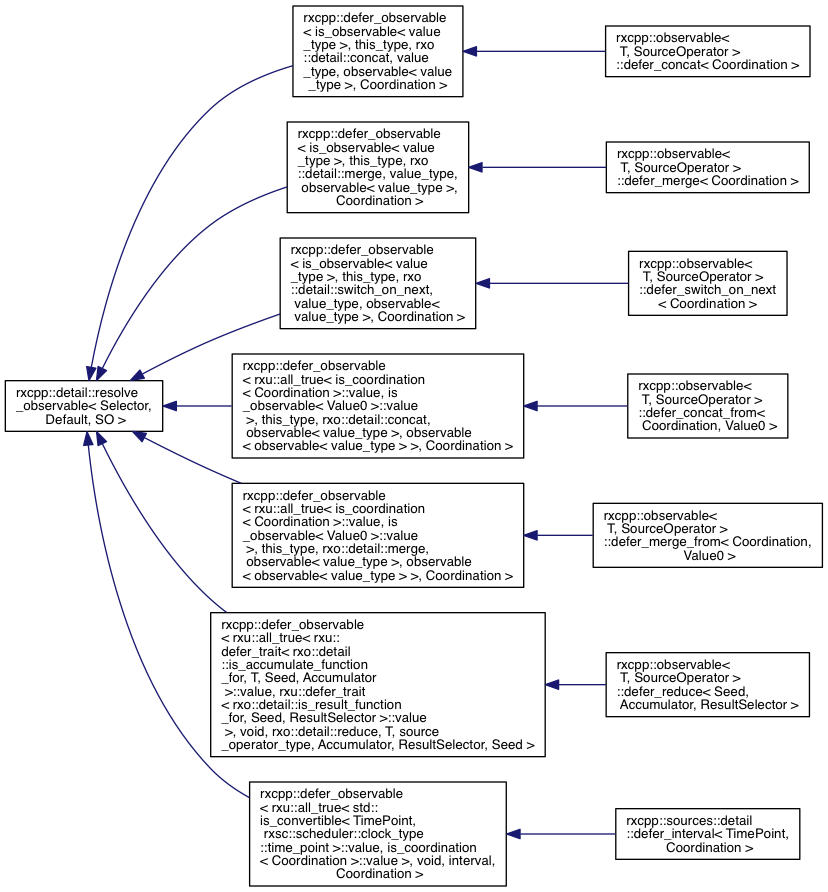 rxcpp::defer_observable
< is_observable< value
_type >, this_type, rxo
::detail::concat, value
_type, observable< value
_type >, Coordination >
rxcpp::observable<
T, SourceOperator >
::defer_concat< Coordination >
rxcpp::defer_observable
< is_observable< value
_type >, this_type, rxo
::detail::merge, value_type,
observable< value_type >,
Coordination >
rxcpp::observable<
T, SourceOperator >
::defer_merge< Coordination >
rxcpp::defer_observable
< is_observable< value
_type >, this_type, rxo
::detail::switch_on_next,
value_type, observable<
value_type >, Coordination >
rxcpp::observable<
T, SourceOperator >
::defer_switch_on_next
< Coordination >
rxcpp::detail::resolve
_observable< Selector,
Default, SO >
rxcpp::defer_observable
< rxu::all_true< is_coordination
< Coordination >::value, is
_observable< Value0 >::value
>, this_type, rxo::detail::concat,
observable< value_type >, observable
< observable< value_type > >, Coordination >
rxcpp::observable<
T, SourceOperator >
::defer_concat_from<
Coordination, Value0 >
rxcpp::defer_observable
< rxu::all_true< is_coordination
< Coordination >::value, is
_observable< Value0 >::value
>, this_type, rxo::detail::merge,
observable< value_type >, observable
< observable< value_type > >, Coordination >
rxcpp::observable<
T, SourceOperator >
::defer_merge_from< Coordination,
Value0 >
rxcpp::defer_observable
< rxu::all_true< rxu::
defer_trait< rxo::detail
::is_accumulate_function
_for, T, Seed, Accumulator
>::value, rxu::defer_trait
< rxo::detail::is_result_function
_for, Seed, ResultSelector >::value
>, void, rxo::detail::reduce, T, source
_operator_type, Accumulator, ResultSelector, Seed >
rxcpp::observable<
T, SourceOperator >
::defer_reduce< Seed,
Accumulator, ResultSelector >
rxcpp::defer_observable
< rxu::all_true< std::
is_convertible< TimePoint,
rxsc::scheduler::clock_type
::time_point >::value, is_coordination
< Coordination >::value >, void, interval,
Coordination >
rxcpp::sources::detail
::defer_interval< TimePoint,
Coordination >